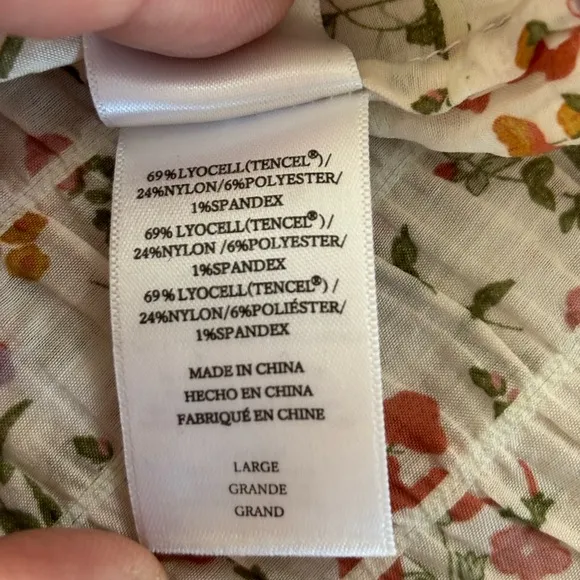 69%LYOCELL(TENCEL®)/
24%NYLON/6%POLYESTER/
1%SPANDEX
69%LYOCELL(TENCEL®)/
24%NYLON /6%POLYESTER/
1%SPANDEX
69%LYOCELL(TENCEL®) /
24%NYLON/6%POLIÉSTER/
1%SPANDEX
MADE IN CHINA
HECHO EN CHINA
FABRIQUÉ EN CHINE
LARGE
GRANDE
GRAND